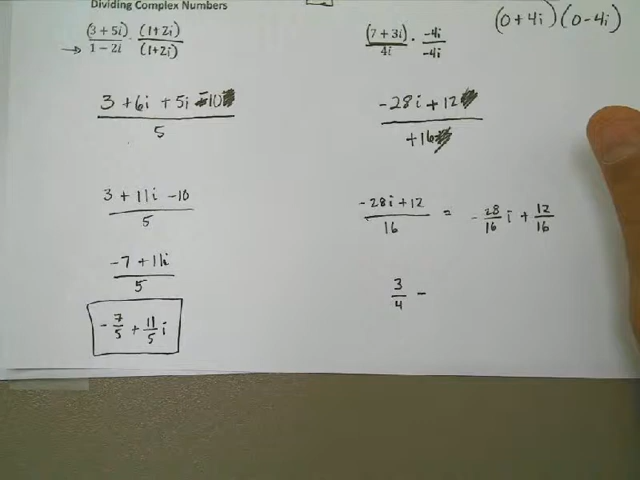 Dividing Complex Numbers
(3 + 5i) / 1 − 2i · (1+2i) / (1+2i)
3 + 6i + 5i − 10 / 5
3 + 11i − 10 / 5
−7 + 11i / 5
− 7/5 + 11/5 i
(7 + 3i) / 4i · −4i / −4i
(0 + 4i)(0 − 4i)
−28i + 12 / +16
−28i + 12 / 16 = − 28/16 i + 12/16
3/4 −